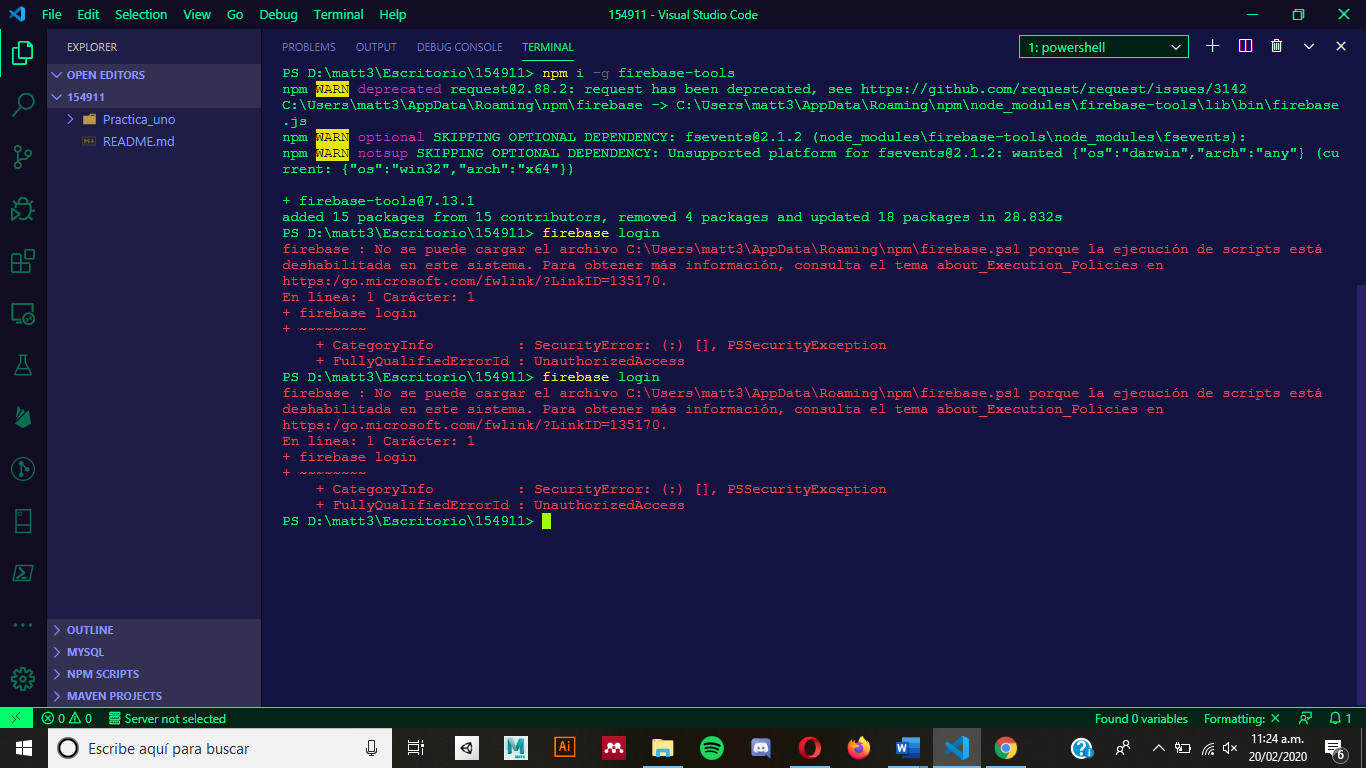 File Edit Selection View Go Debug Terminal Help
154911 - Visual Studio Code
EXPLORER
OPEN EDITORS
154911
Practica_uno
README.md
OUTLINE
MYSQL
NPM SCRIPTS
MAVEN PROJECTS
PROBLEMS OUTPUT DEBUG CONSOLE TERMINAL
1: powershell
PS D:\matt3\Escritorio\154911> npm i -g firebase-tools
npm WARN deprecated request@2.88.2: request has been deprecated, see https://github.com/request/request/issues/3142
C:\Users\matt3\AppData\Roaming\npm\firebase -> C:\Users\matt3\AppData\Roaming\npm\node_modules\firebase-tools\lib\bin\firebase
.js
npm WARN optional SKIPPING OPTIONAL DEPENDENCY: fsevents@2.1.2 (node_modules\firebase-tools\node_modules\fsevents):
npm WARN notsup SKIPPING OPTIONAL DEPENDENCY: Unsupported platform for fsevents@2.1.2: wanted {"os":"darwin","arch":"any"} (cu
rrent: {"os":"win32","arch":"x64"})
+ firebase-tools@7.13.1
added 15 packages from 15 contributors, removed 4 packages and updated 18 packages in 28.832s
PS D:\matt3\Escritorio\154911> firebase login
firebase : No se puede cargar el archivo C:\Users\matt3\AppData\Roaming\npm\firebase.ps1 porque la ejecución de scripts está
deshabilitada en este sistema. Para obtener más información, consulta el tema about_Execution_Policies en
https:/go.microsoft.com/fwlink/?LinkID=135170.
En línea: 1 Carácter: 1
+ firebase login
+ ~~~~~~~~
+ CategoryInfo : SecurityError: (:) [], PSSecurityException
+ FullyQualifiedErrorId : UnauthorizedAccess
PS D:\matt3\Escritorio\154911> firebase login
firebase : No se puede cargar el archivo C:\Users\matt3\AppData\Roaming\npm\firebase.ps1 porque la ejecución de scripts está
deshabilitada en este sistema. Para obtener más información, consulta el tema about_Execution_Policies en
https:/go.microsoft.com/fwlink/?LinkID=135170.
En línea: 1 Carácter: 1
+ firebase login
+ ~~~~~~~~
+ CategoryInfo : SecurityError: (:) [], PSSecurityException
+ FullyQualifiedErrorId : UnauthorizedAccess
PS D:\matt3\Escritorio\154911>
0 0 Server not selected
Found 0 variables Formating: × 1
Escribe aquí para buscar
Ai
11:24 a.m.
20/02/2020
6